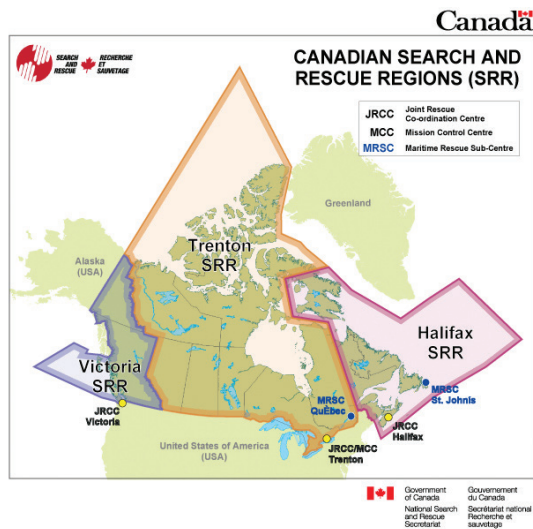 Canada
SEARCH
AND
RESCUE
RECHERCHE
ET
SAUVETAGE
CANADIAN SEARCH AND
RESCUE REGIONS (SRR)
JRCC Joint Rescue
Co-ordination Centre
MCC Mission Control Centre
MRSC Maritime Rescue Sub-Centre
Greenland
Trenton
SRR
Alaska
(USA)
Halifax
SRR
Victoria
SRR
MRSC
St. Johnis
MRSC
QuÈbec
JRCC
Victoria
JRCC
Halifax
JRCC/MCC
Trenton
United States of America
(USA)
Government
of Canada
Gouvernement
du Canada
National Search
and Rescue
Secretariat
Secrétariat national
Recherche et
sauvetage